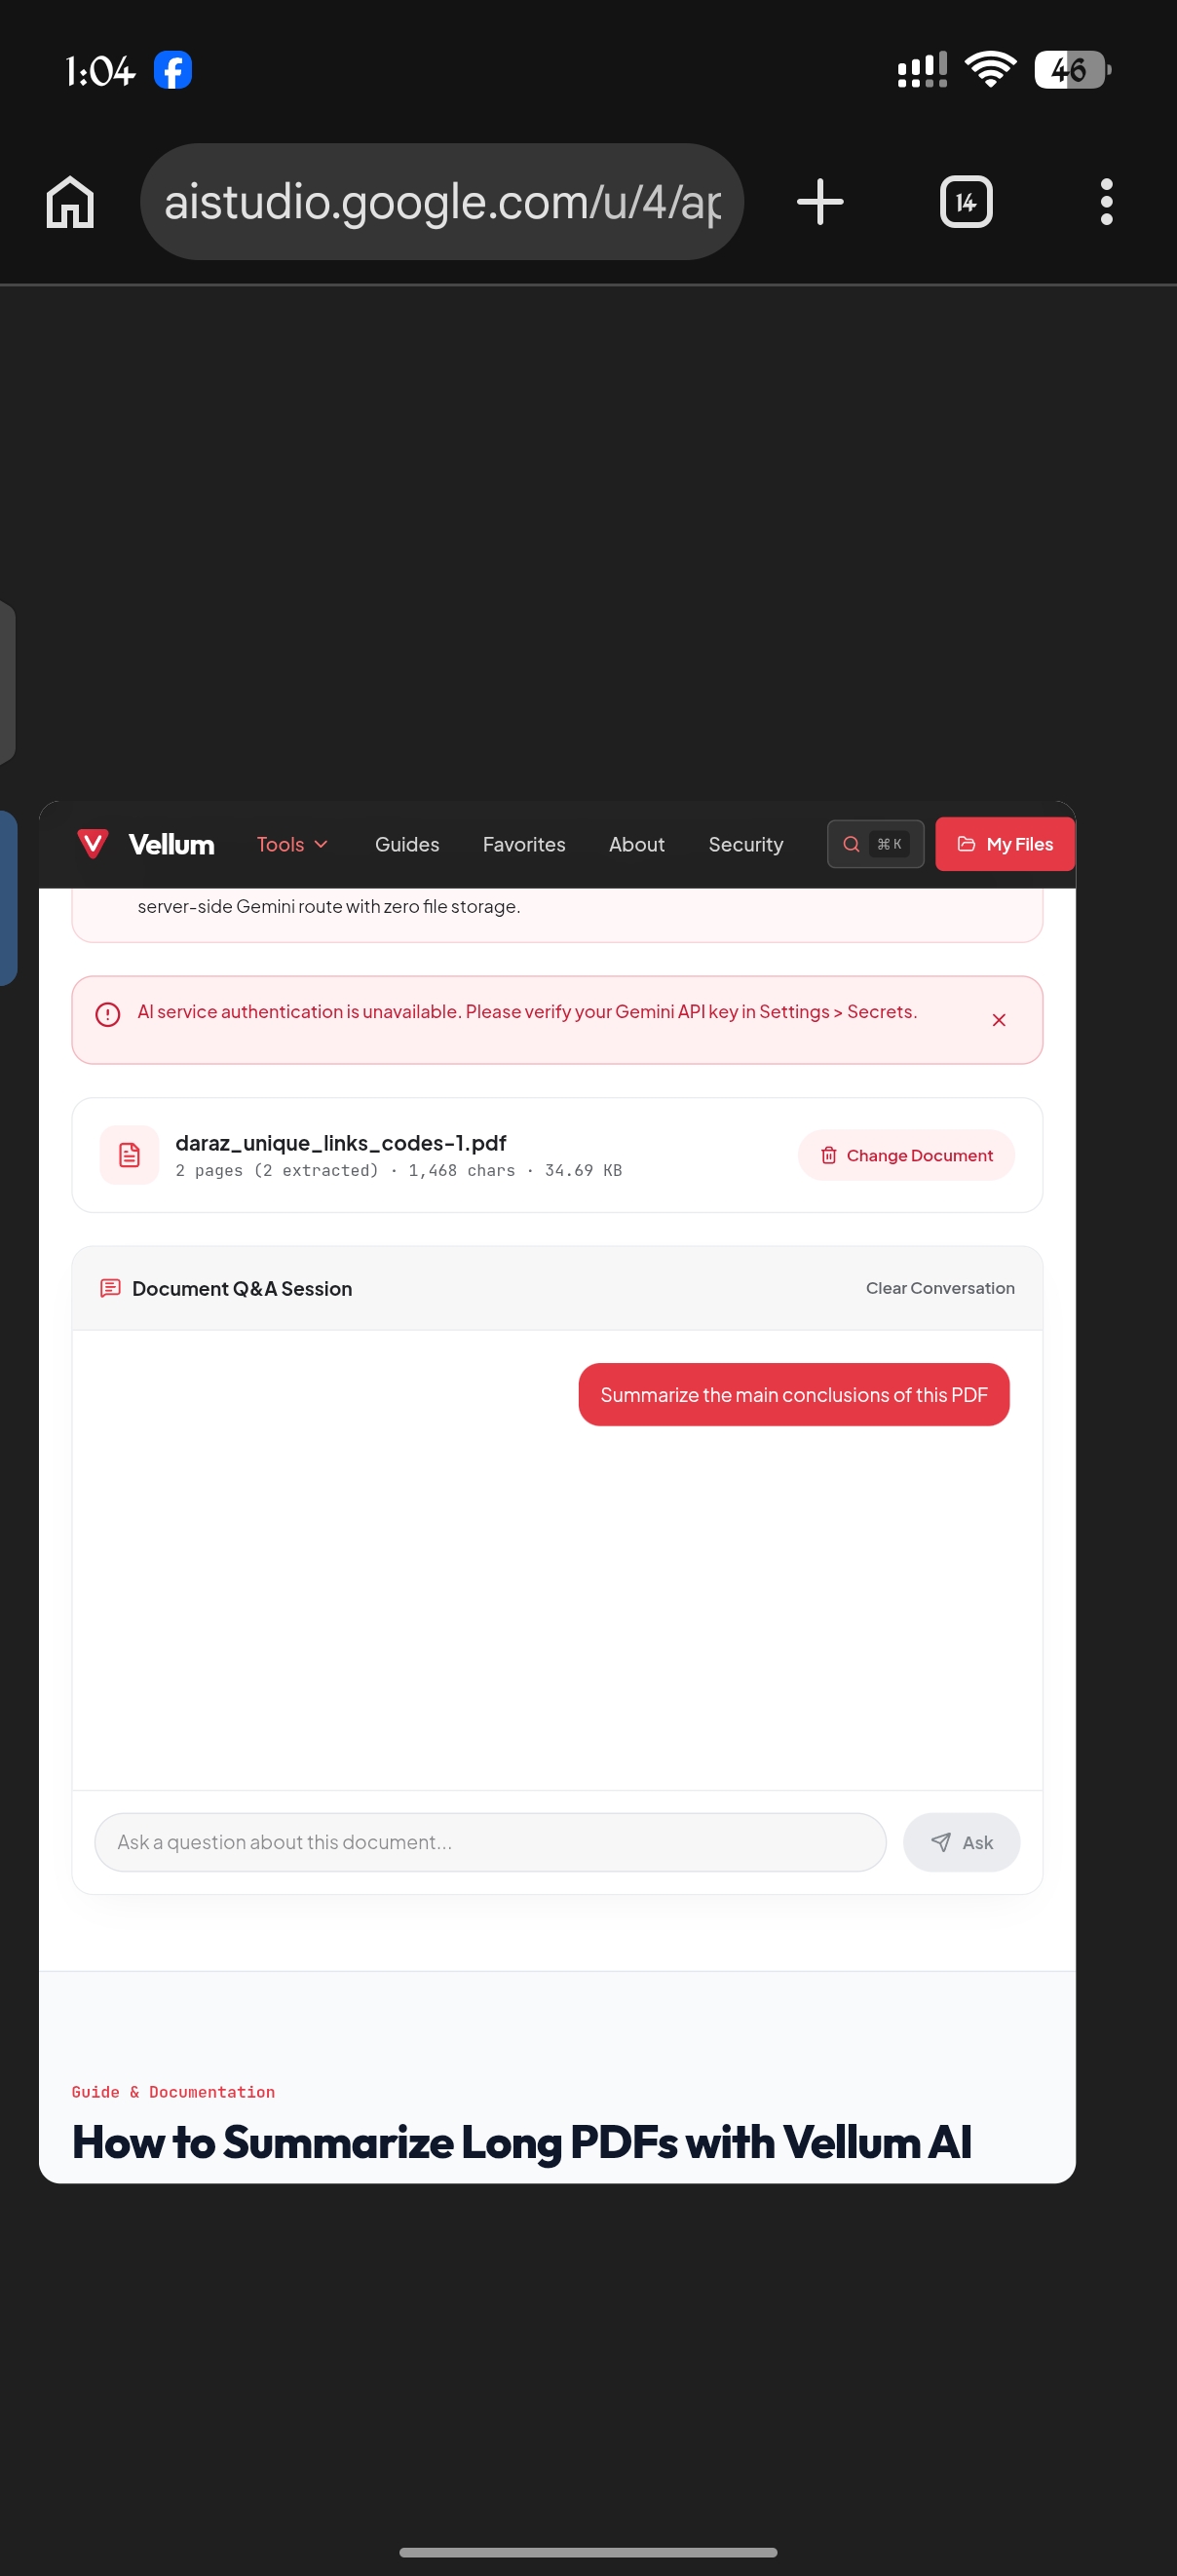 1:04
46
aistudio.google.com/u/4/ap
14
Vellum
Tools
Guides
Favorites
About
Security
⌘ K
My Files
server-side Gemini route with zero file storage.
AI service authentication is unavailable. Please verify your Gemini API key in Settings > Secrets.
daraz_unique_links_codes-1.pdf
2 pages (2 extracted) · 1,468 chars · 34.69 KB
Change Document
Document Q&A Session
Clear Conversation
Summarize the main conclusions of this PDF
Ask a question about this document...
Ask
Guide & Documentation
How to Summarize Long PDFs with Vellum AI